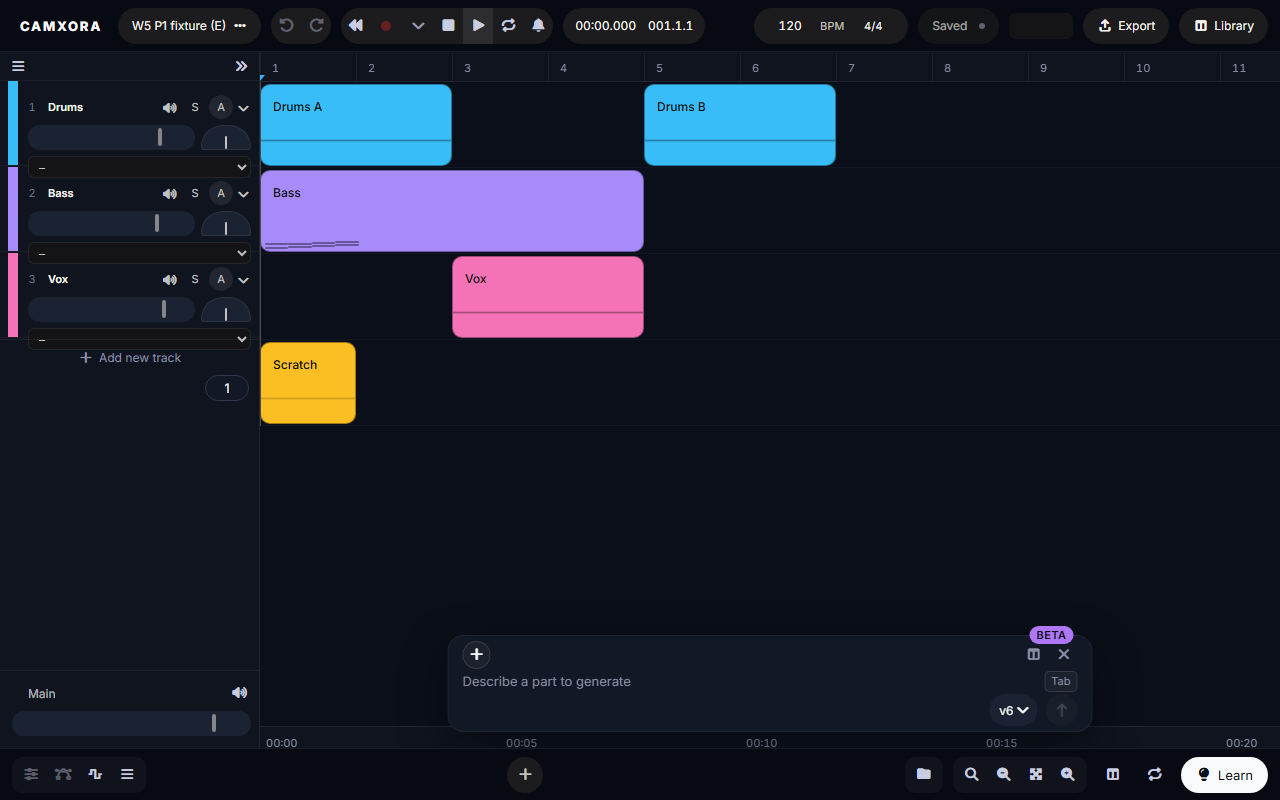 CAMXORA
W5 P1 fixture (E) •••
00:00.000 001.1.1
120 BPM 4/4
Saved
Export
Library
1 2 3 4 5 6 7 8 9 10 11
1 Drums S A
–
2 Bass S A
–
3 Vox S A
–
Add new track
1
Drums A
Drums B
Bass
Vox
Scratch
BETA
Describe a part to generate
Tab
v6
Main
00:00 00:05 00:10 00:15 00:20
Learn